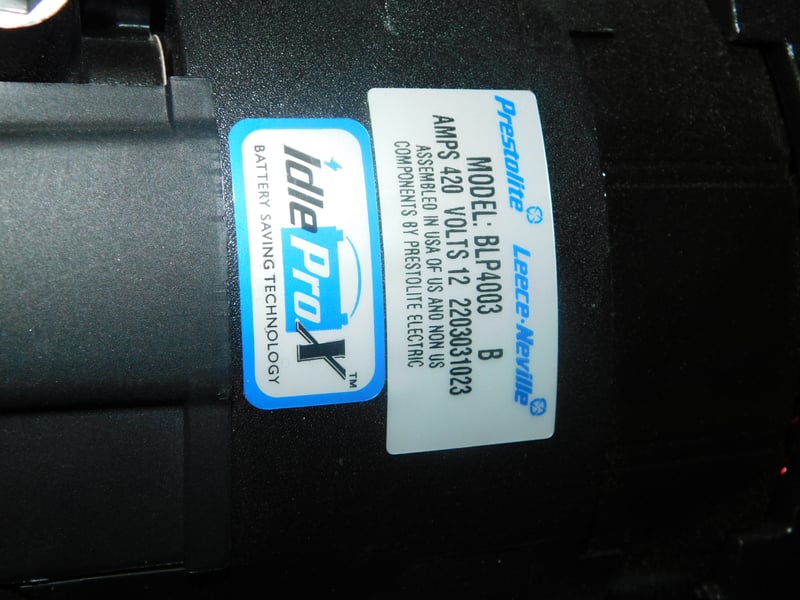 Prestolite Leece-Neville
MODEL: BLP4003 B
AMPS 420 VOLTS 12 2203031023
ASSEMBLED IN USA OF US AND NON US
COMPONENTS BY PRESTOLITE ELECTRIC
Idle Pro X™
BATTERY SAVING TECHNOLOGY